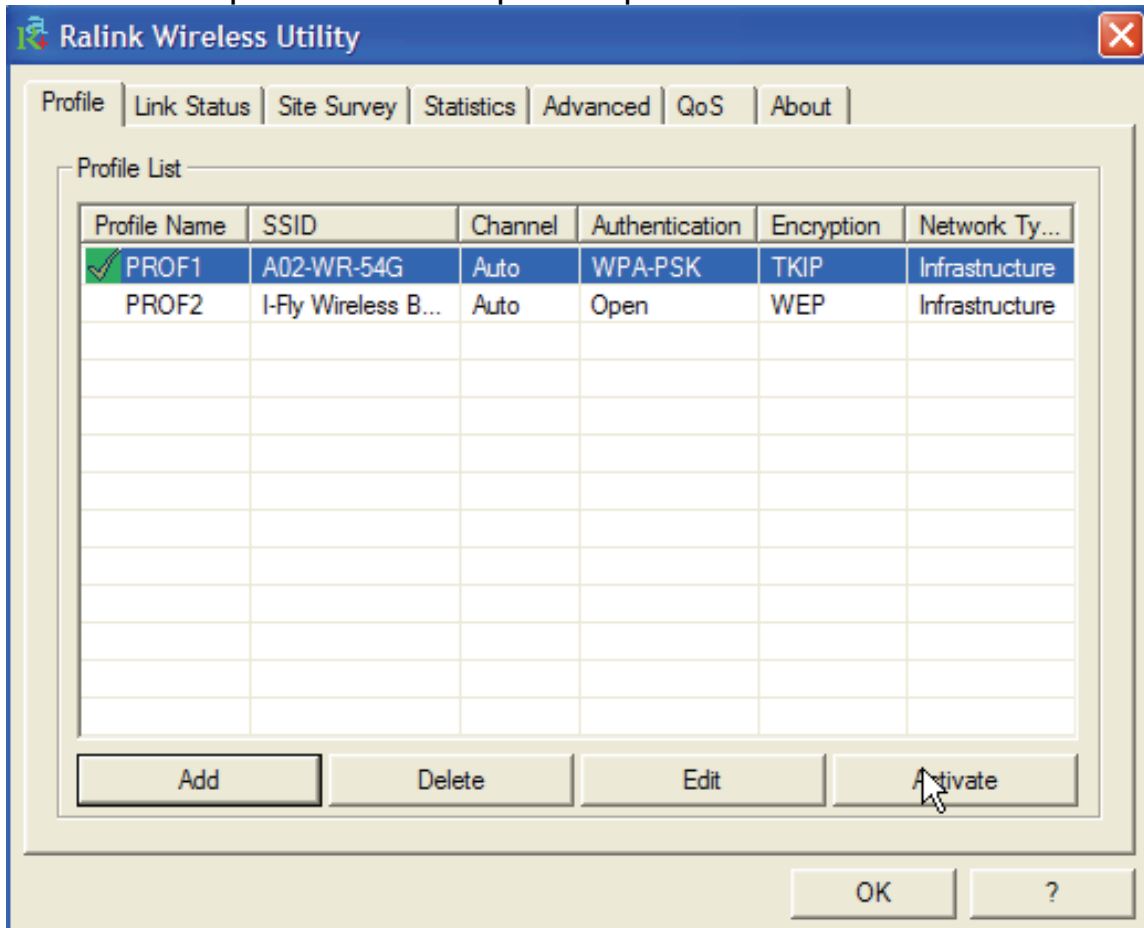 Ralink Wireless Utility
Profile Link Status Site Survey Statistics Advanced QoS About
Profile List
Profile Name SSID Channel Authentication Encryption Network Ty...
PROF1 A02-WR-54G Auto WPA-PSK TKIP Infrastructure
PROF2 I-Fly Wireless B... Auto Open WEP Infrastructure
Add Delete Edit Activate
OK ?